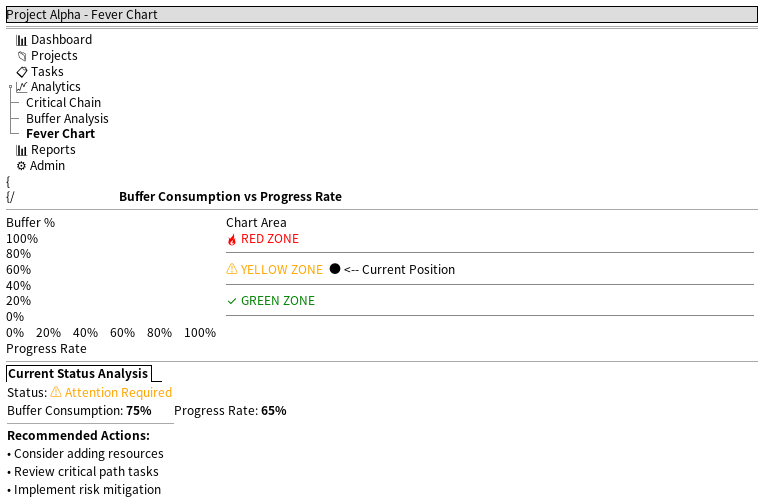 Project Alpha - Fever Chart
📊 Dashboard
📁 Projects
📋 Tasks
📈 Analytics
Critical Chain
Buffer Analysis
Fever Chart
📊 Reports
⚙ Admin
{
{/ Buffer Consumption vs Progress Rate
Buffer % Chart Area
100% 🔥 RED ZONE
80%
60% ⚠ YELLOW ZONE ● <-- Current Position
40%
20% ✓ GREEN ZONE
0%
0% 20% 40% 60% 80% 100%
Progress Rate
Current Status Analysis
Status: ⚠ Attention Required
Buffer Consumption: 75% Progress Rate: 65%
Recommended Actions:
• Consider adding resources
• Review critical path tasks
• Implement risk mitigation